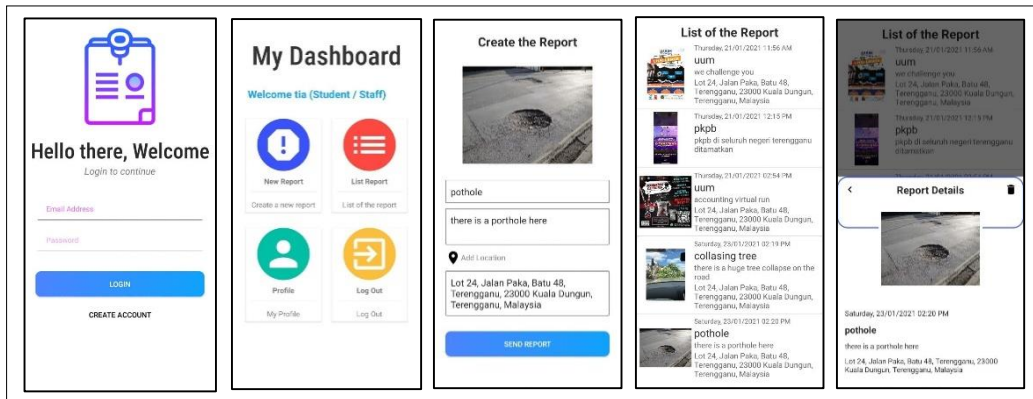 Hello there, Welcome
Login to continue
Email Address
Password
LOGIN
CREATE ACCOUNT
My Dashboard
Welcome tia (Student / Staff)
New Report
List Report
Create a new report
List of the report
Profile
Log Out
My Profile
Log Out
Create the Report
pothole
there is a porthole here
Add Location
Lot 24, Jalan Paka, Batu 48,
Terengganu, 23000 Kuala Dungun,
Terengganu, Malaysia
SEND REPORT
List of the Report
Thursday, 21/01/2021 11:56 AM
uum
we challenge you
Lot 24, Jalan Paka, Batu 48,
Terengganu, 23000 Kuala Dungun,
Terengganu, Malaysia
Thursday, 21/01/2021 12:15 PM
pkpb
pkpb di seluruh negeri terengganu
ditamatkan
Thursday, 21/01/2021 02:54 PM
uum
accounting virtual run
Lot 24, Jalan Paka, Batu 48,
Terengganu, 23000 Kuala Dungun,
Terengganu, Malaysia
Saturday, 23/01/2021 02:19 PM
collasing tree
there is a huge tree collapse on the
road
Lot 24, Jalan Paka, Batu 48,
Terengganu, 23000 Kuala Dungun,
Terengganu, Malaysia
Saturday, 23/01/2021 02:20 PM
pothole
there is a porthole here
Lot 24, Jalan Paka, Batu 48,
Terengganu, 23000 Kuala Dungun,
Terengganu, Malaysia
List of the Report
Thursday, 21/01/2021 11:56 AM
uum
we challenge you
Lot 24, Jalan Paka, Batu 48,
Terengganu, 23000 Kuala Dungun,
Terengganu, Malaysia
Thursday, 21/01/2021 12:15 PM
pkpb
pkpb di seluruh negeri terengganu
ditamatkan
Report Details
Saturday, 23/01/2021 02:20 PM
pothole
there is a porthole here
Lot 24, Jalan Paka, Batu 48, Terengganu, 23000
Kuala Dungun, Terengganu, Malaysia